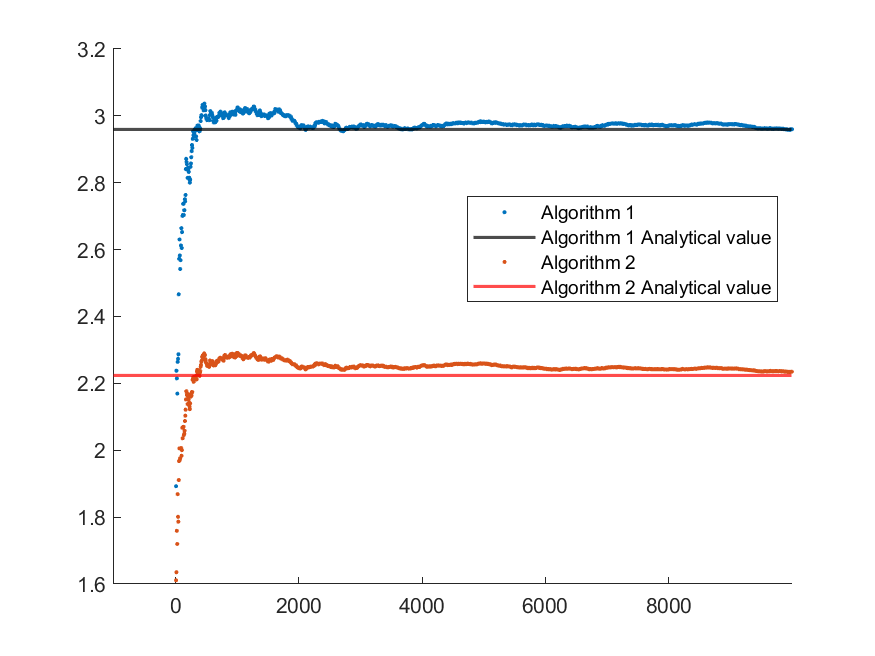 3.2
3
2.8
2.6
2.4
2.2
2
1.8
1.6
Algorithm 1
Algorithm 1 Analytical value
Algorithm 2
Algorithm 2 Analytical value
0 2000 4000 6000 8000